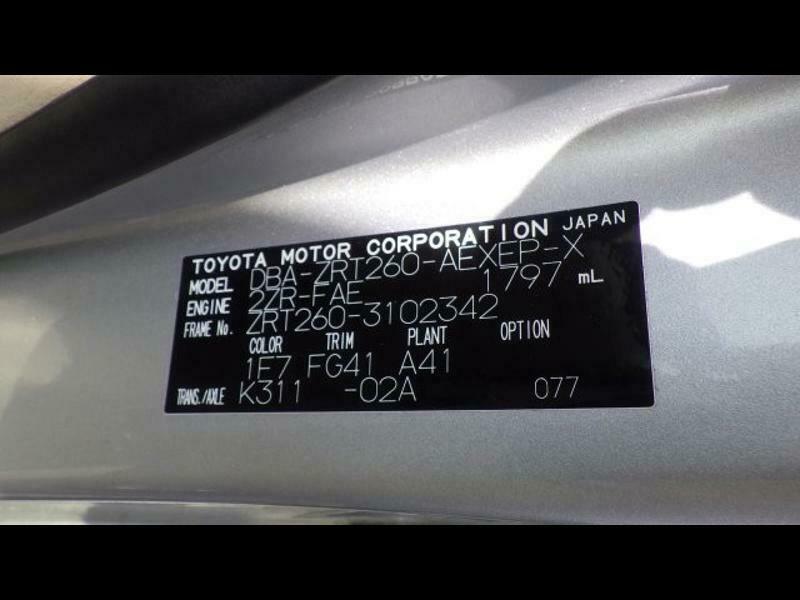 TOYOTA MOTOR CORPORATION JAPAN
MODEL DBA-ZRT260-AEXEP-X
ENGINE 2ZR-FAE 1797 mL
FRAME No. ZRT260-3102342
COLOR TRIM PLANT OPTION
1F7 FG41 A41
TRANS./AXLE K311 -02A 077